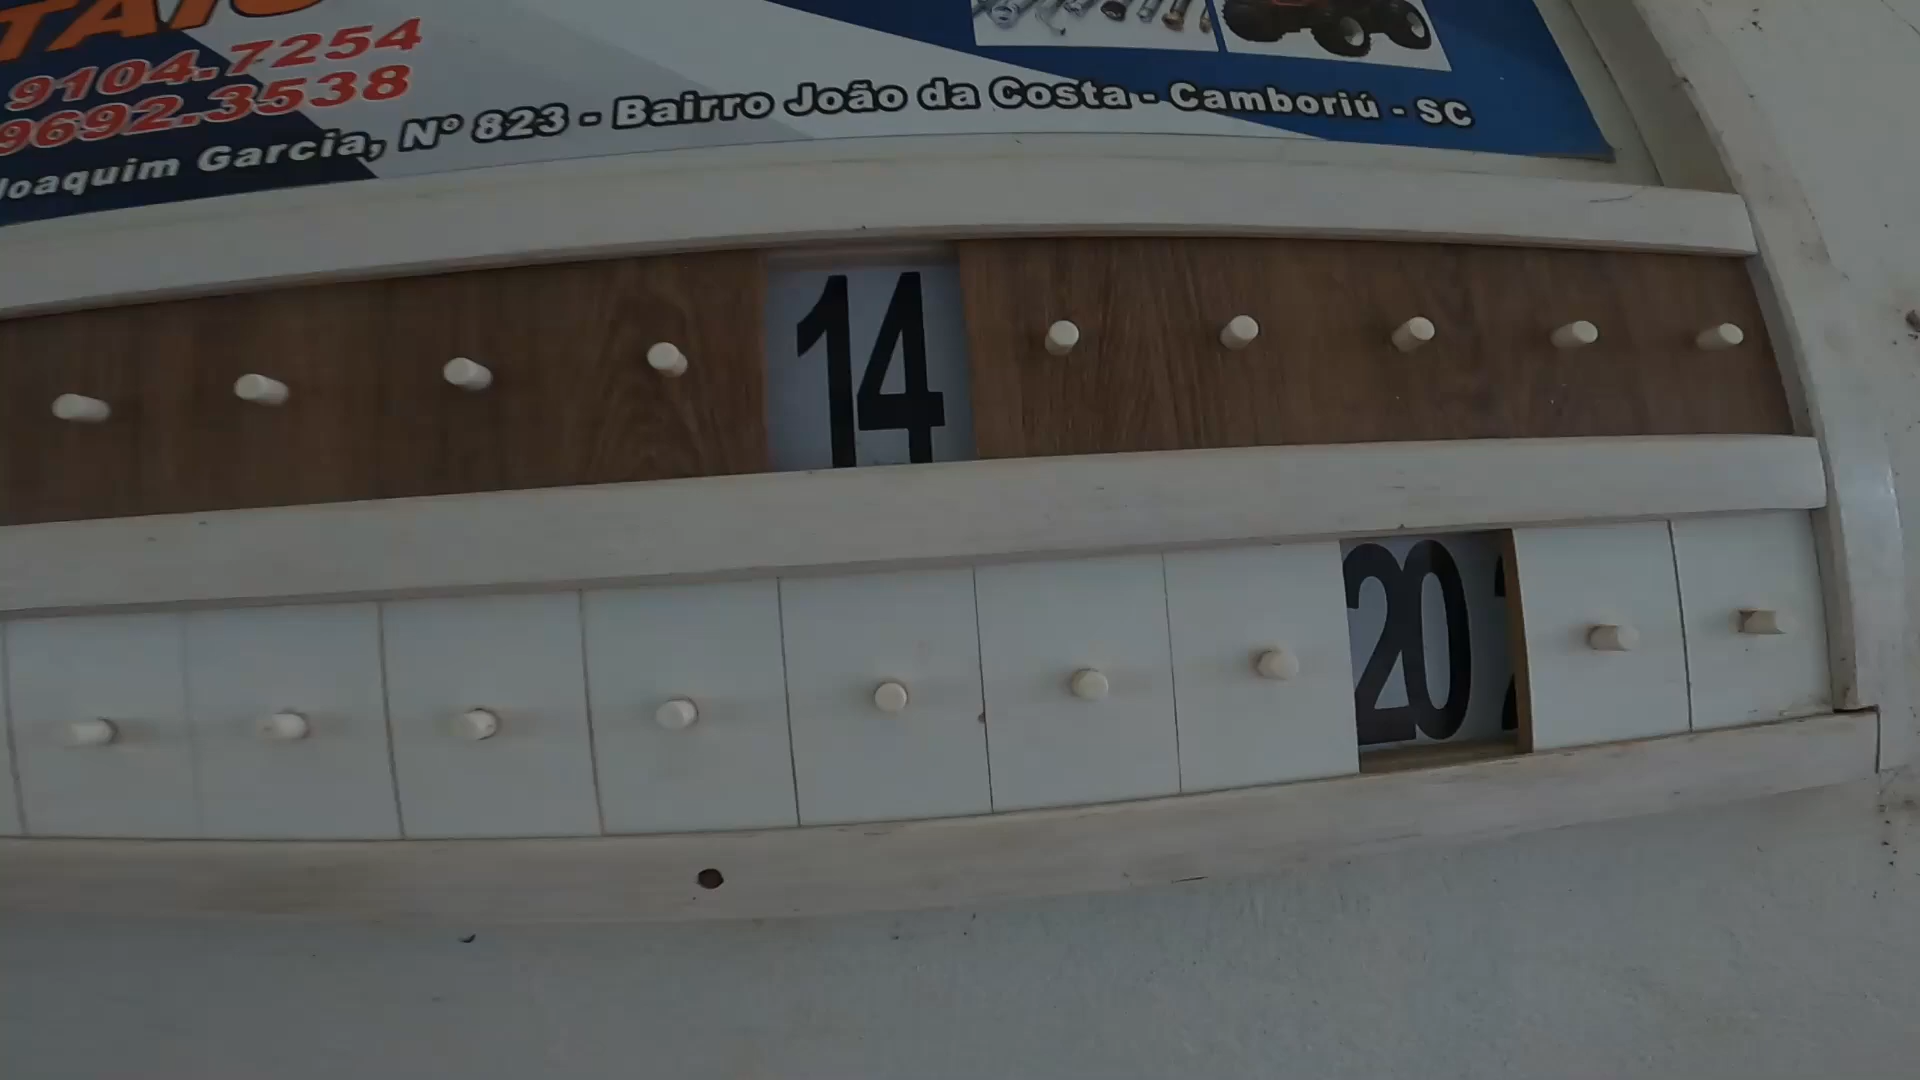 9104.7254
9692.3538
Joaquim Garcia, Nº 823 - Bairro João da Costa - Camboriú - SC
14
20